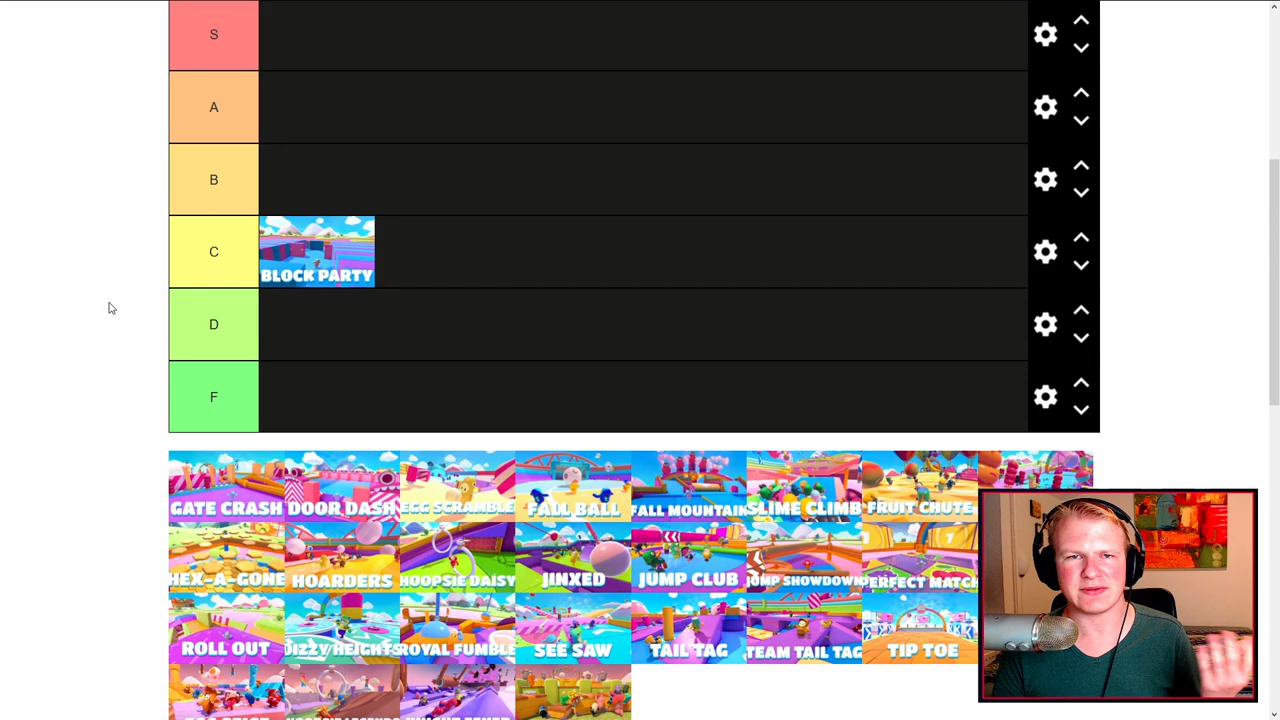 S
A
B
C
BLOCK PARTY
D
F
GATE CRASH DOOR DASH EGG SCRAMBLE FALL BALL FALL MOUNTAIN SLIME CLIMB FRUIT CHUTE
HEX-A-GONE HOARDERS HOOPSIE DAISY JINXED JUMP CLUB JUMP SHOWDOWN PERFECT MATCH
ROLL OUT DIZZY HEIGHTS ROYAL FUMBLE SEE SAW TAIL TAG TEAM TAIL TAG TIP TOE